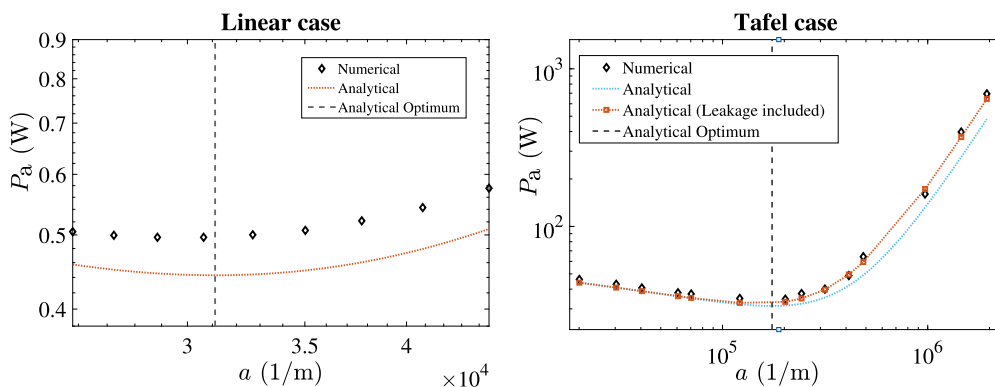 Linear case
0.9
0.8
0.7
0.6
0.5
0.4
Pa (W)
Numerical
Analytical
Analytical Optimum
3
3.5
4
×10^4
a (1/m)
Tafel case
10^3
10^2
Pa (W)
Numerical
Analytical
Analytical (Leakage included)
Analytical Optimum
10^5
10^6
a (1/m)